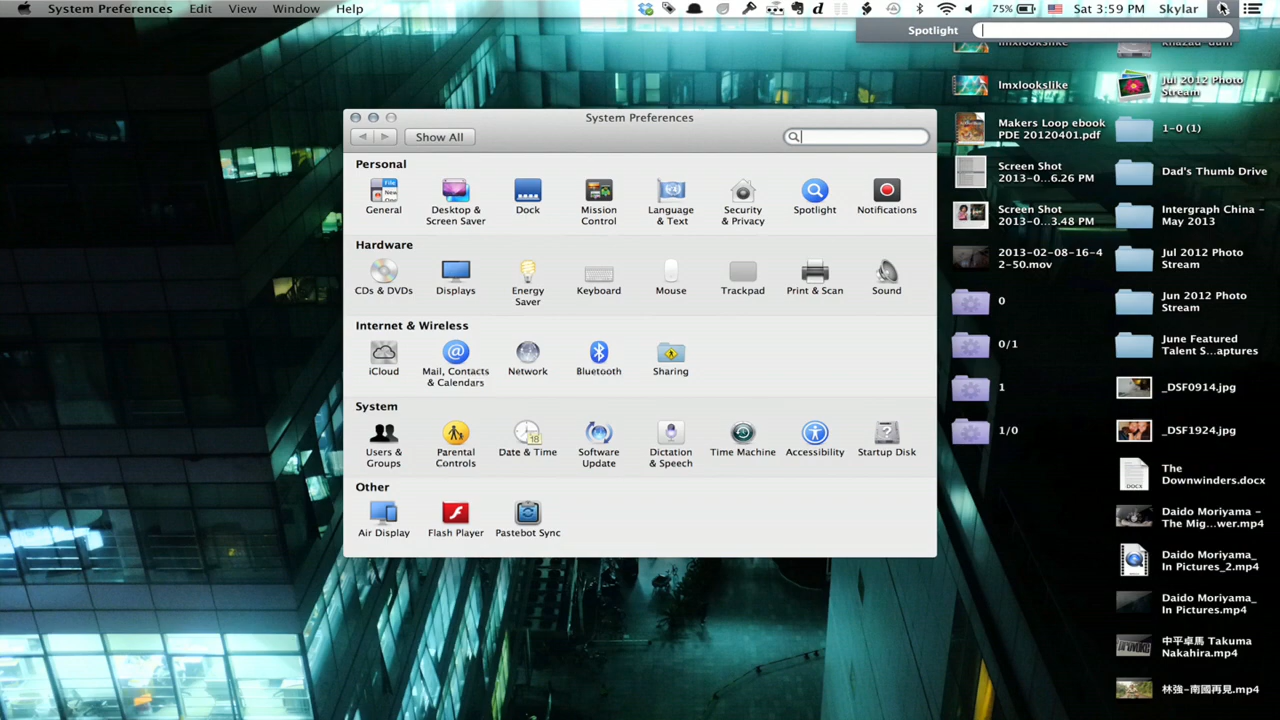 System Preferences Edit View Window Help
75% Sat 3:59 PM Skylar
Spotlight
System Preferences
Show All
Personal
General
Desktop &
Screen Saver
Dock
Mission
Control
Language
& Text
Security
& Privacy
Spotlight
Notifications
Hardware
CDs & DVDs
Displays
Energy
Saver
Keyboard
Mouse
Trackpad
Print & Scan
Sound
Internet & Wireless
iCloud
Mail, Contacts
& Calendars
Network
Bluetooth
Sharing
System
Users &
Groups
Parental
Controls
Date & Time
Software
Update
Dictation
& Speech
Time Machine
Accessibility
Startup Disk
Other
Air Display
Flash Player
Pastebot Sync
lmxlookslike
lmxlookslike
Makers Loop ebook
PDE 20120401.pdf
Screen Shot
2013-0...6.26 PM
Screen Shot
2013-0...3.48 PM
2013-02-08-16-4
2-50.mov
0
0/1
1
1/0
khazad-dum
Jul 2012 Photo
Stream
1-0 (1)
Dad's Thumb Drive
Intergraph China -
May 2013
Jul 2012 Photo
Stream
Jun 2012 Photo
Stream
June Featured
Talent S...aptures
_DSF0914.jpg
_DSF1924.jpg
The
Downwinders.docx
Daido Moriyama -
The Mig...wer.mp4
Daido Moriyama_
In Pictures_2.mp4
Daido Moriyama_
In Pictures.mp4
中平卓馬 Takuma
Nakahira.mp4
林強-南國再見.mp4